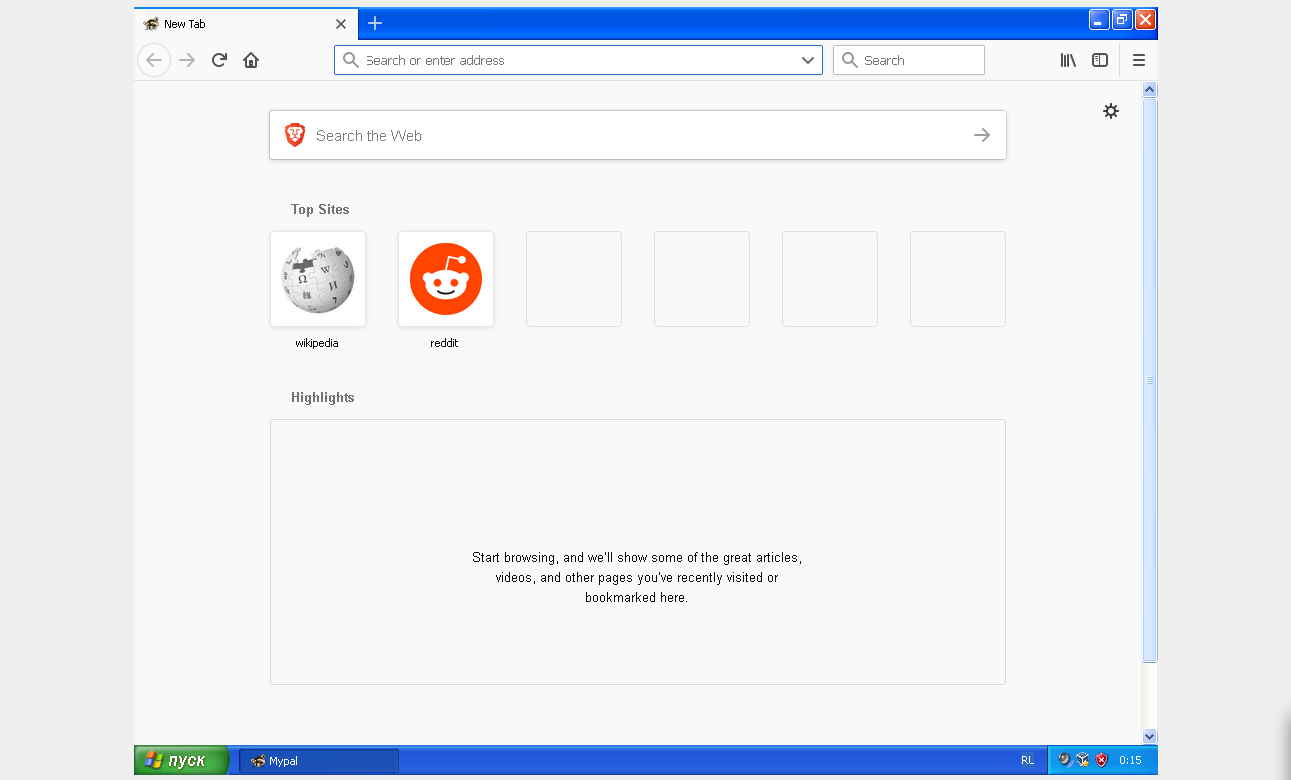 New Tab
Search or enter address
Search
Search the Web
Top Sites
wikipedia
reddit
Highlights
Start browsing, and we'll show some of the great articles,
videos, and other pages you've recently visited or
bookmarked here.
пуск
Mypal
RL
0:15